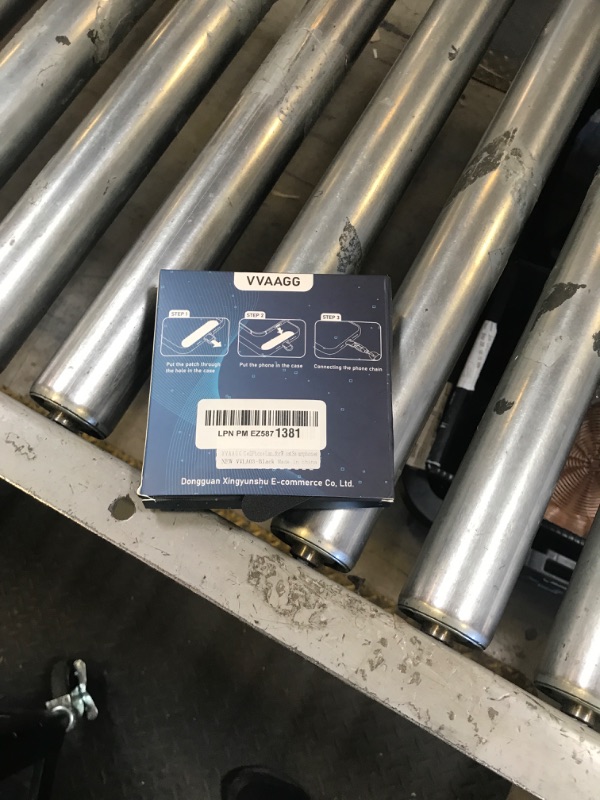 VVAAGG
STEP 1
STEP 2
STEP 3
Put the patch through
the hole in the case
Put the phone in the case
Connecting the phone chain
LPN PM EZ587 1381
Dongguan Xingyunshu E-commerce Co, Ltd.